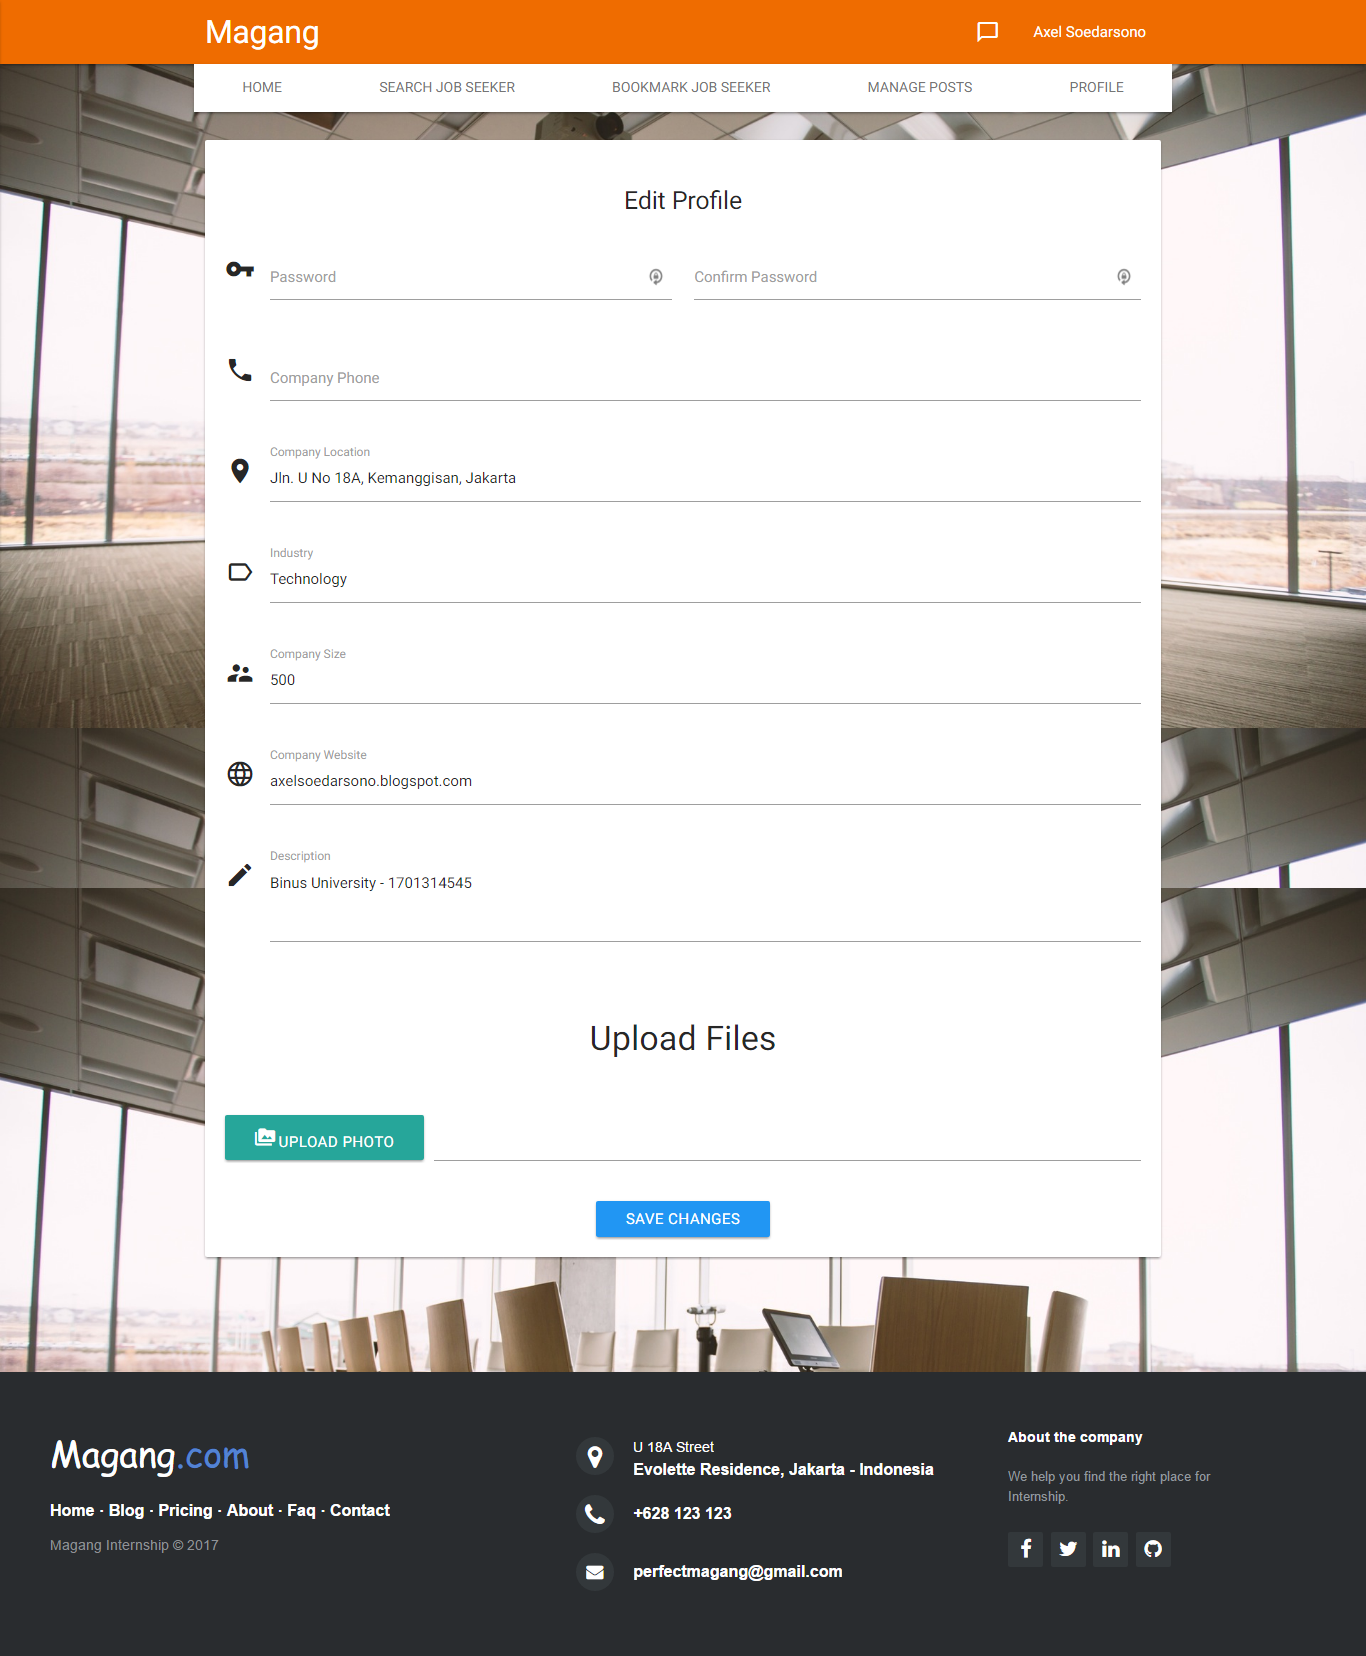 Magang
Axel Soedarsono
HOME
SEARCH JOB SEEKER
BOOKMARK JOB SEEKER
MANAGE POSTS
PROFILE
Edit Profile
Password
Confirm Password
Company Phone
Company Location
Jln. U No 18A, Kemanggisan, Jakarta
Industry
Technology
Company Size
500
Company Website
axelsoedarsono.blogspot.com
Description
Binus University - 1701314545
Upload Files
UPLOAD PHOTO
SAVE CHANGES
Magang.com
Home · Blog · Pricing · About · Faq · Contact
Magang Internship © 2017
U 18A Street
Evolette Residence, Jakarta - Indonesia
+628 123 123
perfectmagang@gmail.com
About the company
We help you find the right place for
Internship.